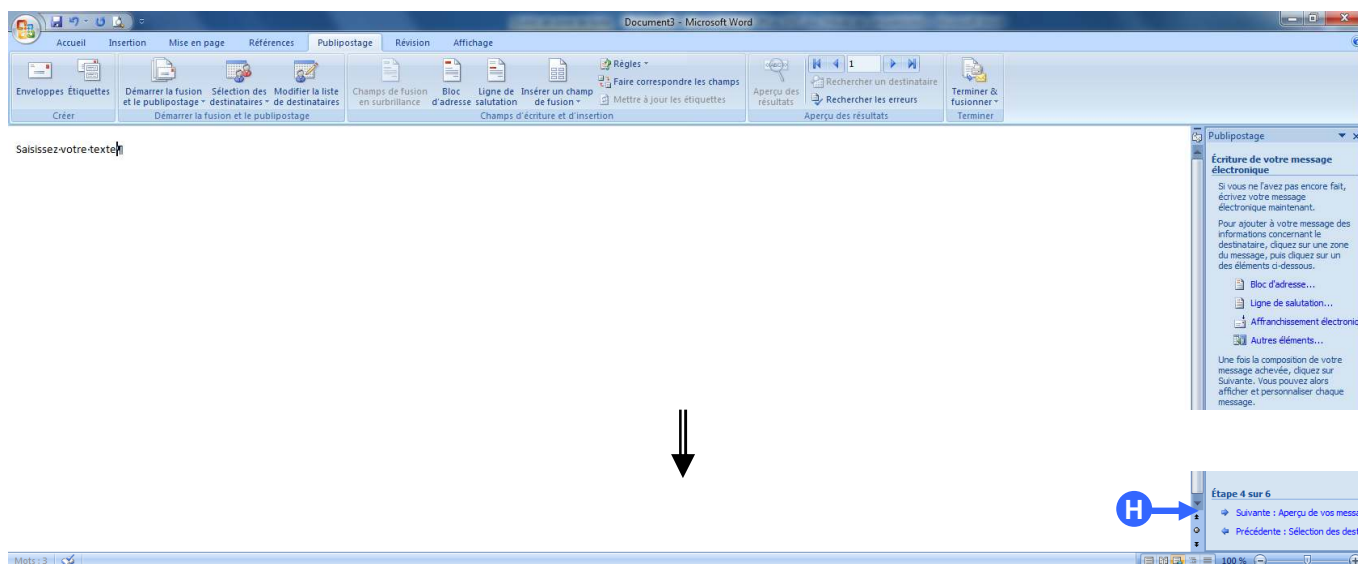 Document3 - Microsoft Word
Accueil Insertion Mise en page Références Publipostage Révision Affichage
Enveloppes Étiquettes
Démarrer la fusion et le publipostage
Sélection des destinataires
Modifier la liste de destinataires
Champs de fusion en surbrillance
Bloc d'adresse
Ligne de salutation
Insérer un champ de fusion
Règles
Faire correspondre les champs
Mettre à jour les étiquettes
Aperçu des résultats
1
Rechercher un destinataire
Rechercher les erreurs
Terminer & fusionner
Créer
Démarrer la fusion et le publipostage
Champs d'écriture et d'insertion
Aperçu des résultats
Terminer
Saisissez·votre·texte¶
Publipostage
Écriture de votre message
électronique
Si vous ne l'avez pas encore fait,
écrivez votre message
électronique maintenant.
Pour ajouter à votre message des
informations concernant le
destinataire, cliquez sur une zone
du message, puis cliquez sur un
des éléments ci-dessous.
Bloc d'adresse...
Ligne de salutation...
Affranchissement électroniq
Autres éléments...
Une fois la composition de votre
message achevée, cliquez sur
Suivante. Vous pouvez alors
afficher et personnaliser chaque
message.
Étape 4 sur 6
H
Suivante : Aperçu de vos messa
Précédente : Sélection des dest
Mots : 3
100 %